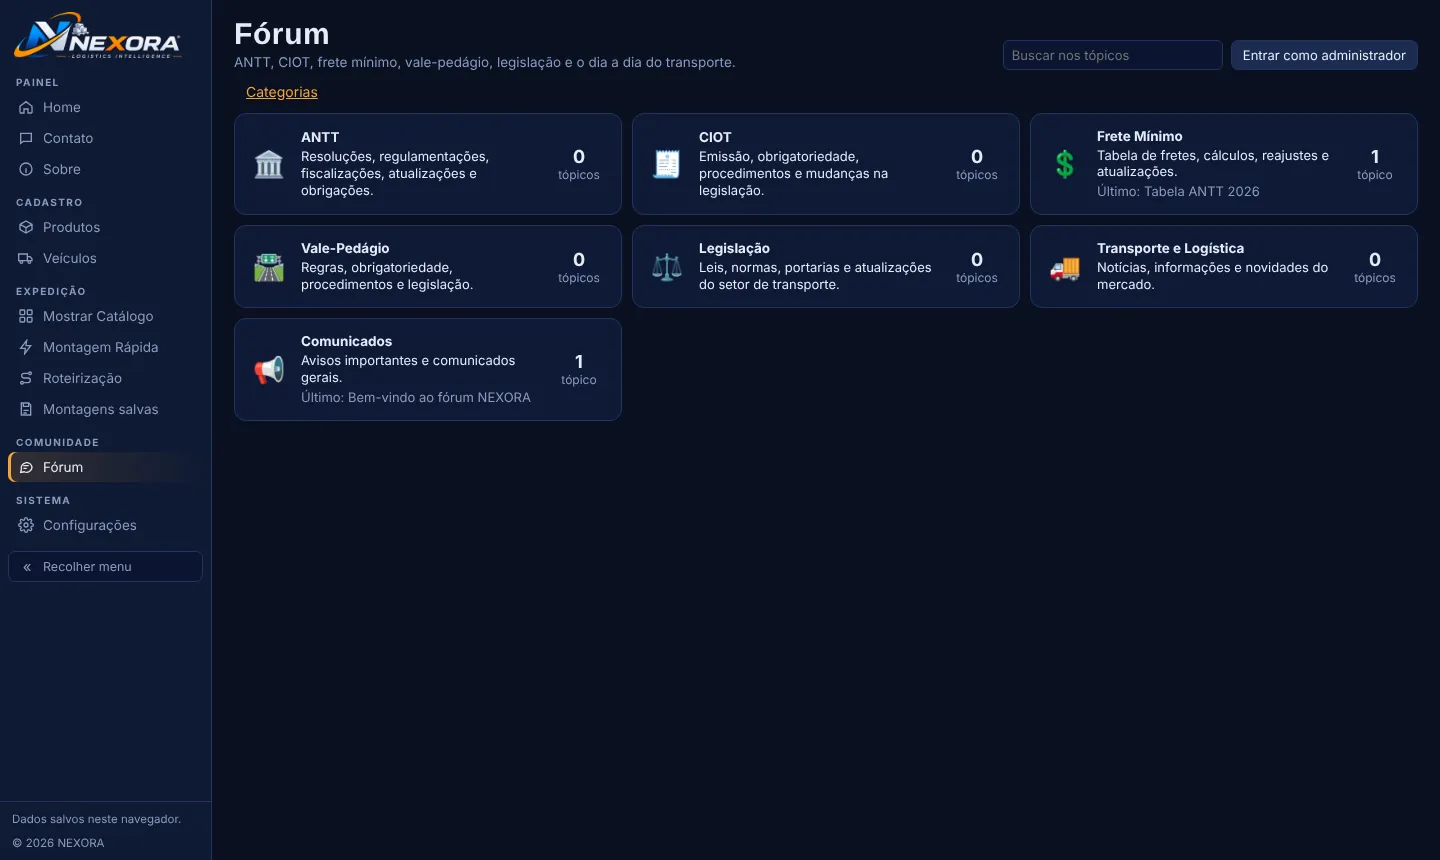 NEXORA
LOGISTICS INTELLIGENCE
PAINEL
Home
Contato
Sobre
CADASTRO
Produtos
Veículos
EXPEDIÇÃO
Mostrar Catálogo
Montagem Rápida
Roteirização
Montagens salvas
COMUNIDADE
Fórum
SISTEMA
Configurações
« Recolher menu
Dados salvos neste navegador.
© 2026 NEXORA
Fórum
ANTT, CIOT, frete mínimo, vale-pedágio, legislação e o dia a dia do transporte.
Buscar nos tópicos
Entrar como administrador
Categorias
ANTT
Resoluções, regulamentações,
fiscalizações, atualizações e
obrigações.
0
tópicos
CIOT
Emissão, obrigatoriedade,
procedimentos e mudanças na
legislação.
0
tópicos
Frete Mínimo
Tabela de fretes, cálculos, reajustes e
atualizações.
Último: Tabela ANTT 2026
1
tópico
Vale-Pedágio
Regras, obrigatoriedade,
procedimentos e legislação.
0
tópicos
Legislação
Leis, normas, portarias e atualizações
do setor de transporte.
0
tópicos
Transporte e Logística
Notícias, informações e novidades do
mercado.
0
tópicos
Comunicados
Avisos importantes e comunicados
gerais.
Último: Bem-vindo ao fórum NEXORA
1
tópico